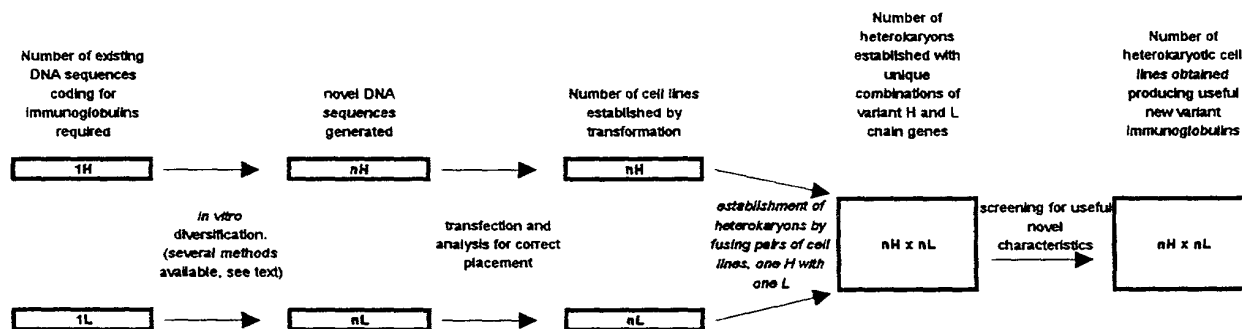 Number of existing
DNA sequences
coding for
immunoglobulins
required
1H
in vitro
diversification.
(several methods
available, see text)
1L
novel DNA
sequences
generated
nH
transfection and
analysis for correct
placement
nL
Number of cell lines
established by
transformation
nH
establishment of
heterokaryons by
fusing pairs of cell
lines, one H with
one L
nL
Number of
heterokaryons
established with
unique
combinations of
variant H and L
chain genes
nH x nL
screening for useful
novel
characteristics
Number of
heterokaryotic cell
lines obtained
producing useful
new variant
immunoglobulins
nH x nL